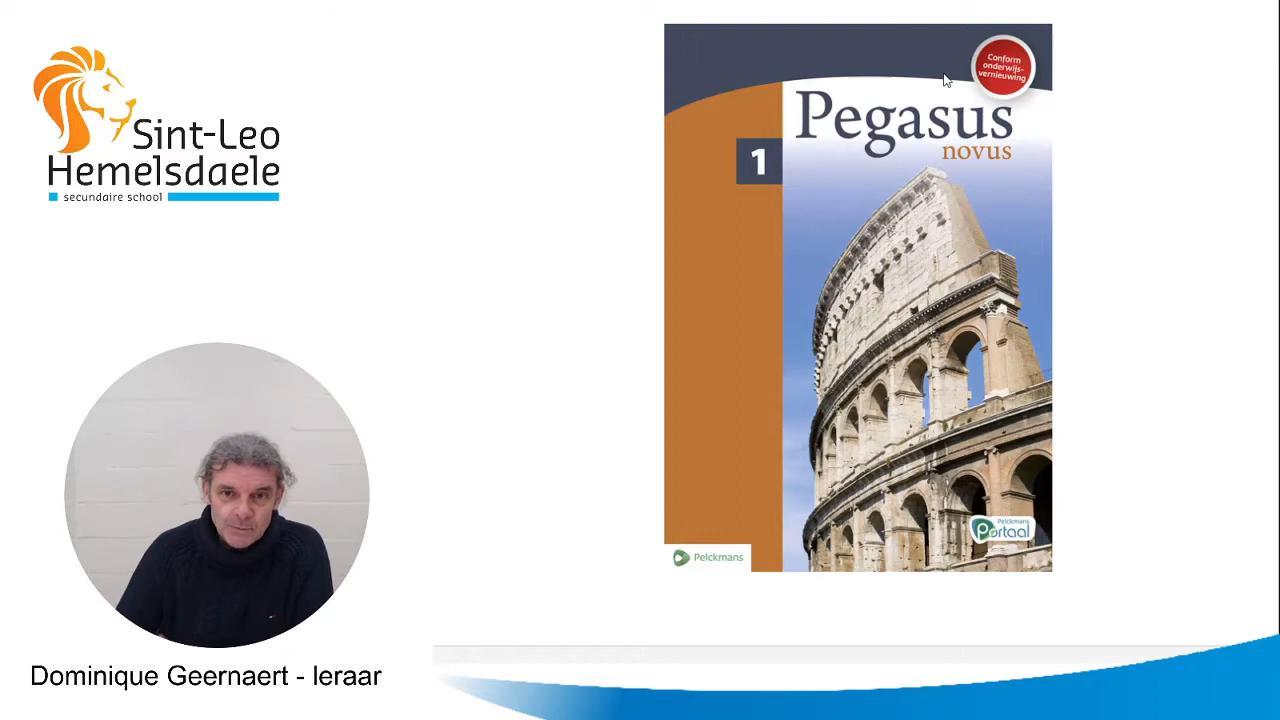 Sint-Leo
Hemelsdaele
secundaire school
Conform
onderwijs-
vernieuwing
Pegasus
novus
1
Pelckmans
Portaal
Pelckmans
Dominique Geernaert - leraar